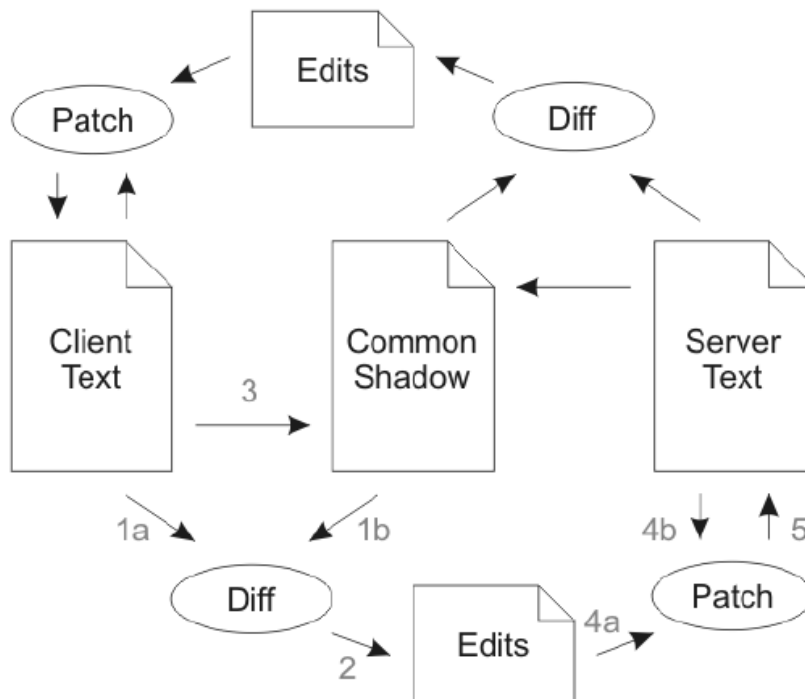 Edits
Patch
Diff
Client
Text
Common
Shadow
Server
Text
3
1a
1b
4b
5
Diff
Patch
2
Edits
4a